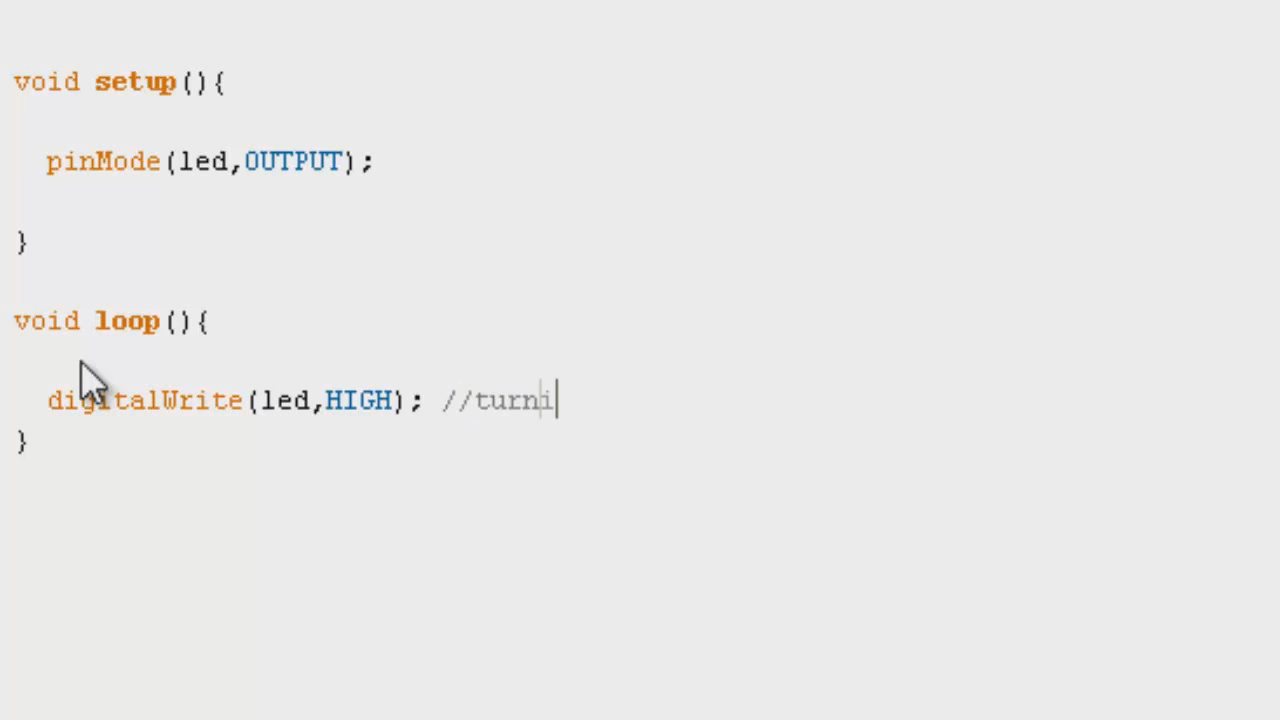 void setup(){
pinMode(led,OUTPUT);
}
void loop(){
digitalWrite(led,HIGH); //turni
}